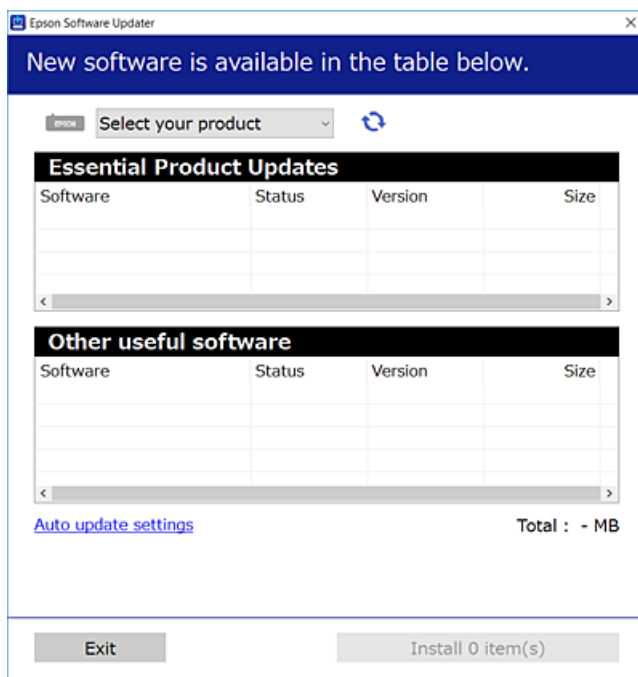 Epson Software Updater
New software is available in the table below.
EPSON Select your product
Essential Product Updates
Software Status Version Size
Other useful software
Software Status Version Size
Auto update settings Total : - MB
Exit Install 0 item(s)